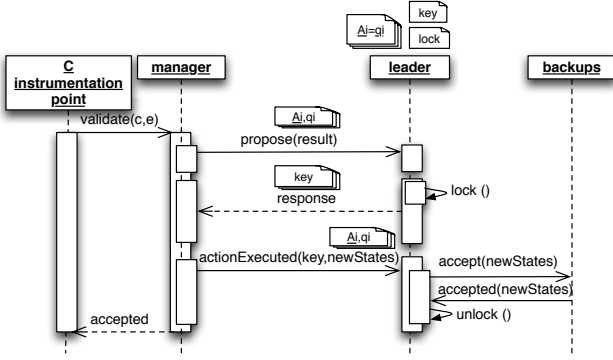 key
Ai=qi
lock
C
instrumentation
point
manager
leader
backups
validate(c,e)
Ai,qi
propose(result)
key
response
lock ()
Ai,qi
actionExecuted(key,newStates)
accept(newStates)
accepted(newStates)
unlock ()
accepted